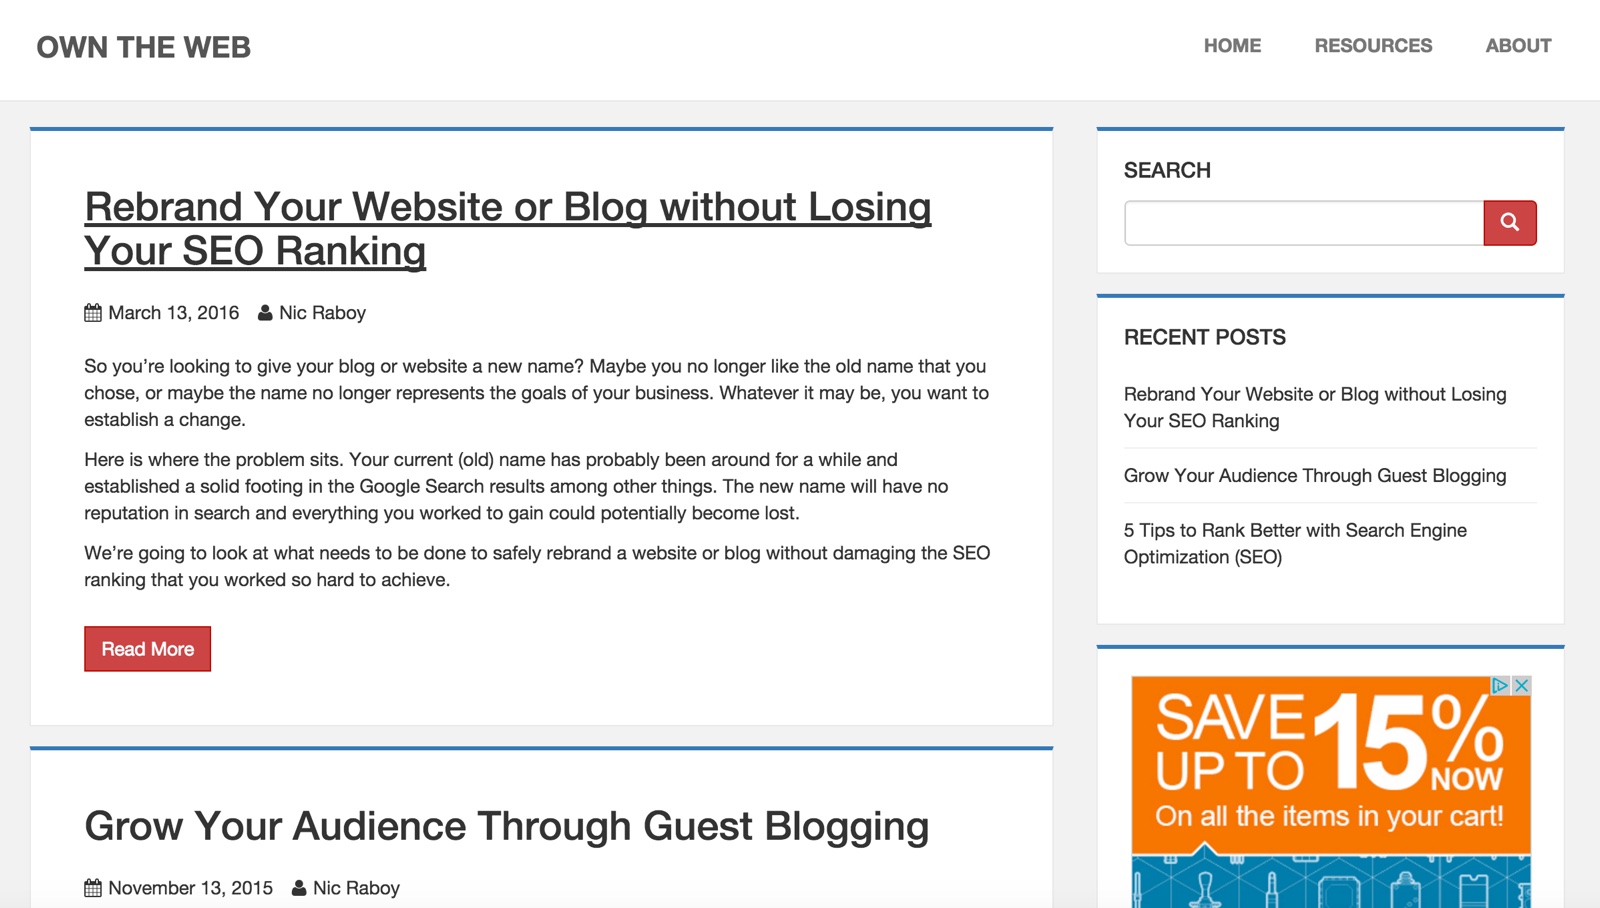 OWN THE WEB
HOME RESOURCES ABOUT
Rebrand Your Website or Blog without Losing
Your SEO Ranking
March 13, 2016 Nic Raboy
So you’re looking to give your blog or website a new name? Maybe you no longer like the old name that you
chose, or maybe the name no longer represents the goals of your business. Whatever it may be, you want to
establish a change.
Here is where the problem sits. Your current (old) name has probably been around for a while and
established a solid footing in the Google Search results among other things. The new name will have no
reputation in search and everything you worked to gain could potentially become lost.
We’re going to look at what needs to be done to safely rebrand a website or blog without damaging the SEO
ranking that you worked so hard to achieve.
Read More
Grow Your Audience Through Guest Blogging
November 13, 2015 Nic Raboy
SEARCH
RECENT POSTS
Rebrand Your Website or Blog without Losing
Your SEO Ranking
Grow Your Audience Through Guest Blogging
5 Tips to Rank Better with Search Engine
Optimization (SEO)
SAVE
UP TO 15%
NOW
On all the items in your cart!